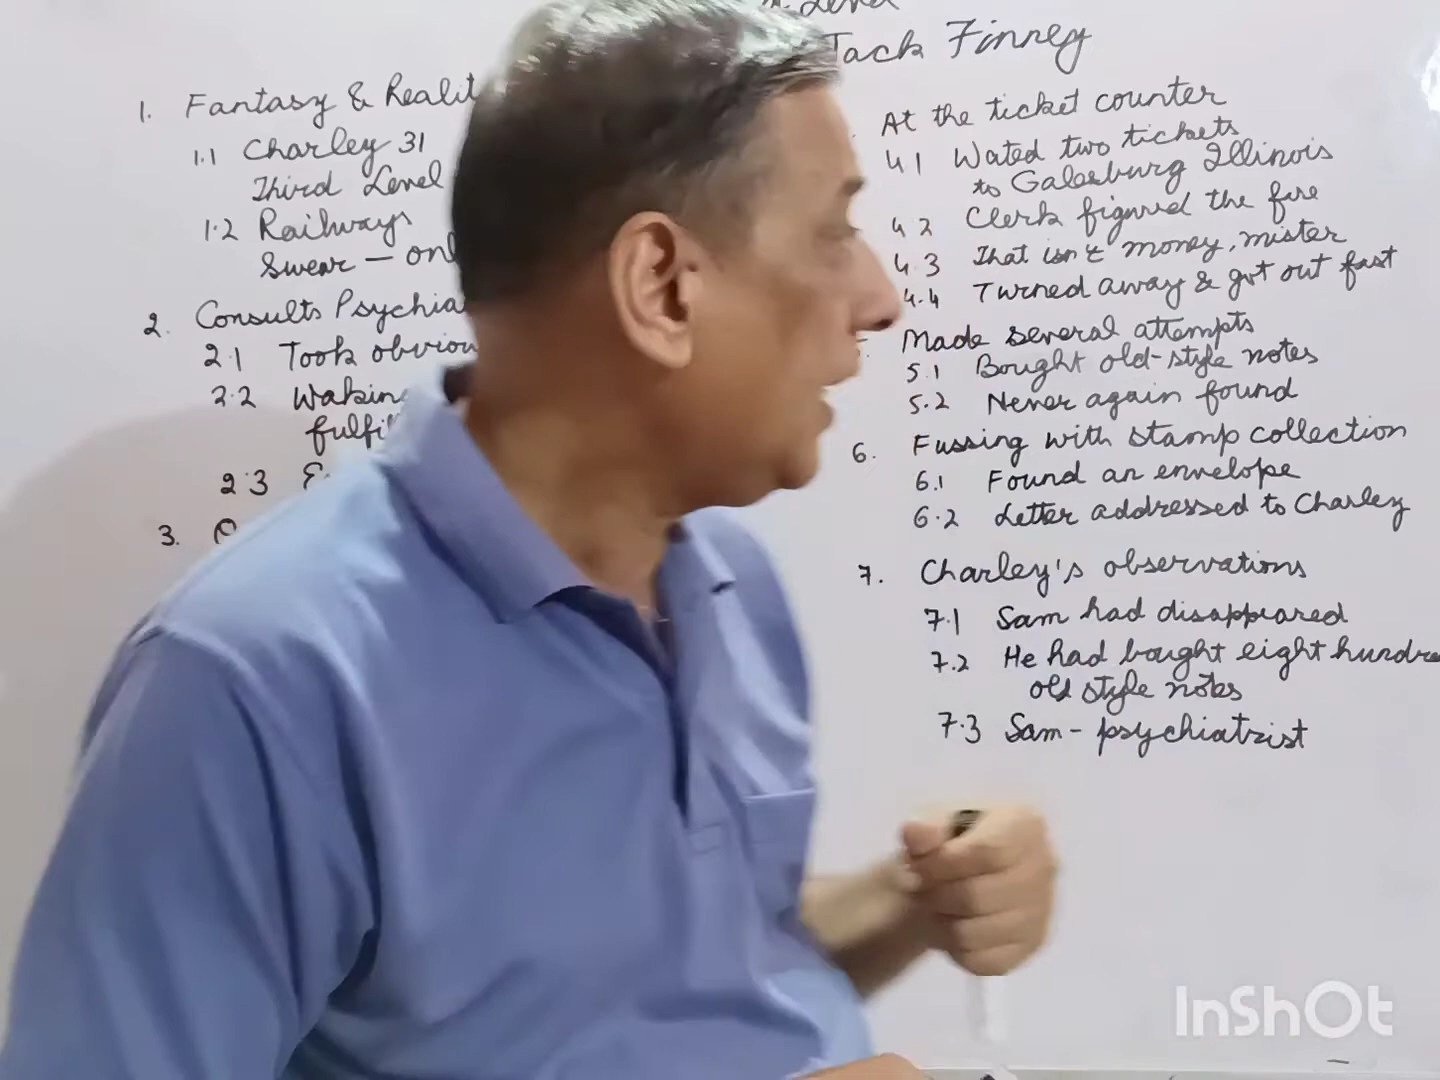 Level
Jack Finney
1. Fantasy & Realit
1.1 Charley 31
Third Level
1.2 Railways
Swear — onl
2. Consults Psychia
2.1 Took obviou
2.2 Waking
fulfil
2.3
3.
At the ticket counter
4.1 Wated two tickets
to Galesburg Illinois
4.2 Clerk figured the fare
4.3 That isn't money, mister
4.4 Turned away & got out fast
5. Made several attempts
5.1 Bought old-style notes
5.2 Never again found
6. Fussing with stamp collection
6.1 Found an envelope
6.2 Letter addressed to Charley
7. Charley's observations
7.1 Sam had disappeared
7.2 He had bought eight hundre
old style notes
7.3 Sam - psychiatrist
InShOt